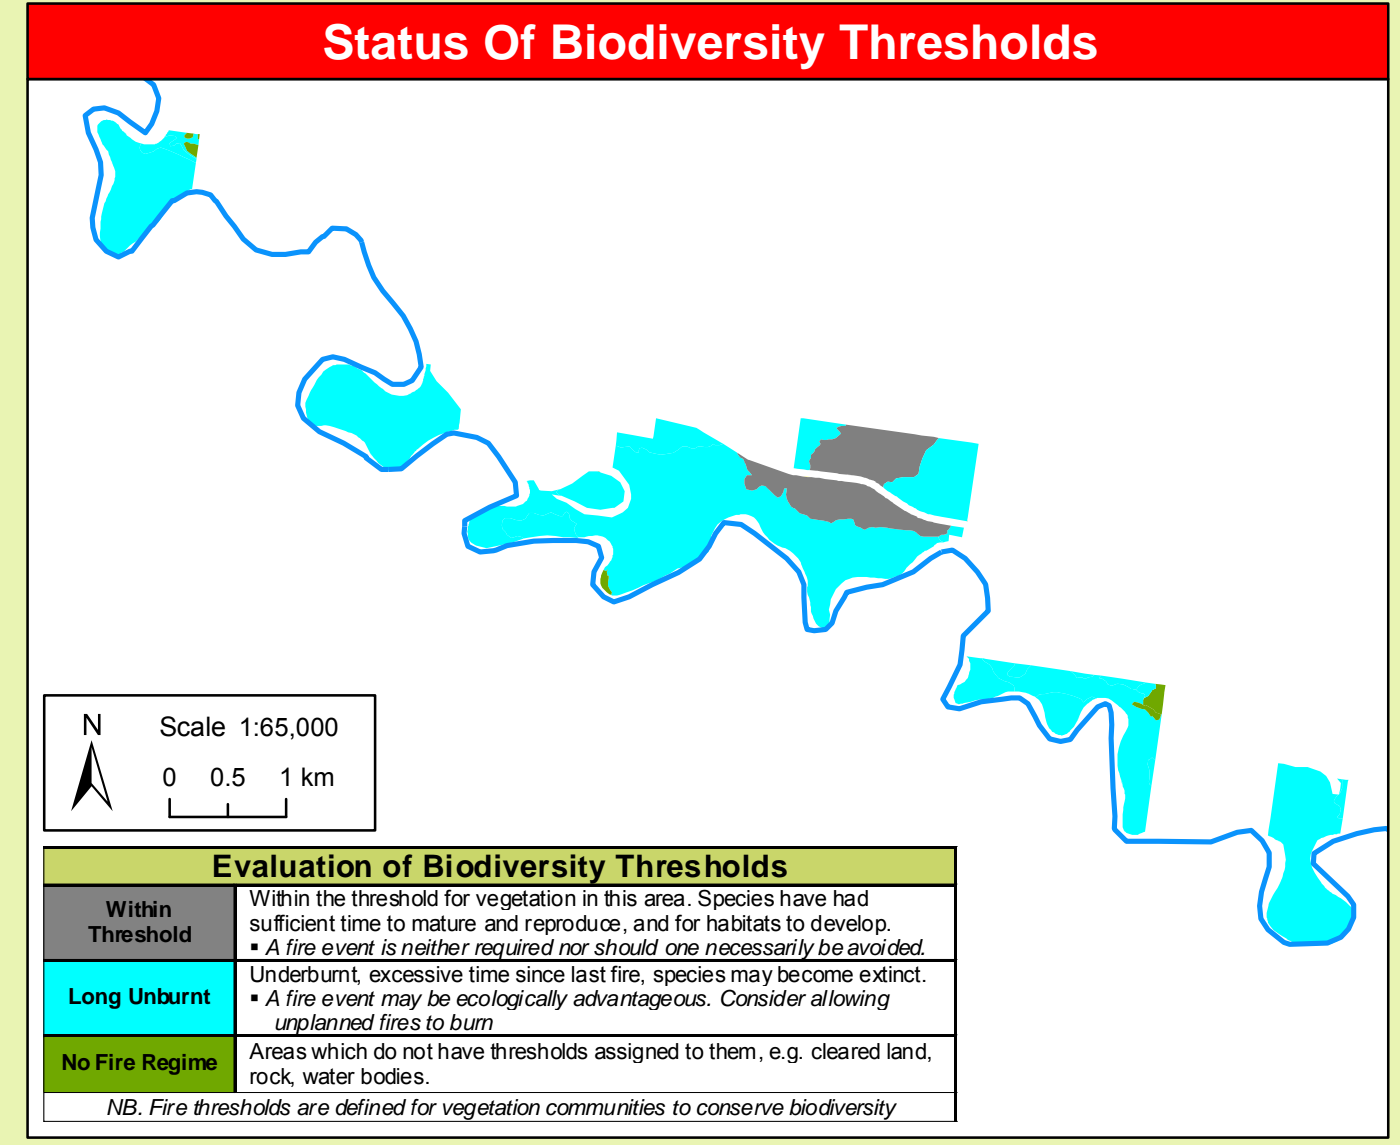 Status Of Biodiversity Thresholds
N
Scale 1:65,000
0 0.5 1 km
Evaluation of Biodiversity Thresholds
Within
Threshold
Within the threshold for vegetation in this area. Species have had
sufficient time to mature and reproduce, and for habitats to develop.
▪ A fire event is neither required nor should one necessarily be avoided.
Long Unburnt
Underburnt, excessive time since last fire, species may become extinct.
▪ A fire event may be ecologically advantageous. Consider allowing
unplanned fires to burn
No Fire Regime
Areas which do not have thresholds assigned to them, e.g. cleared land,
rock, water bodies.
NB. Fire thresholds are defined for vegetation communities to conserve biodiversity